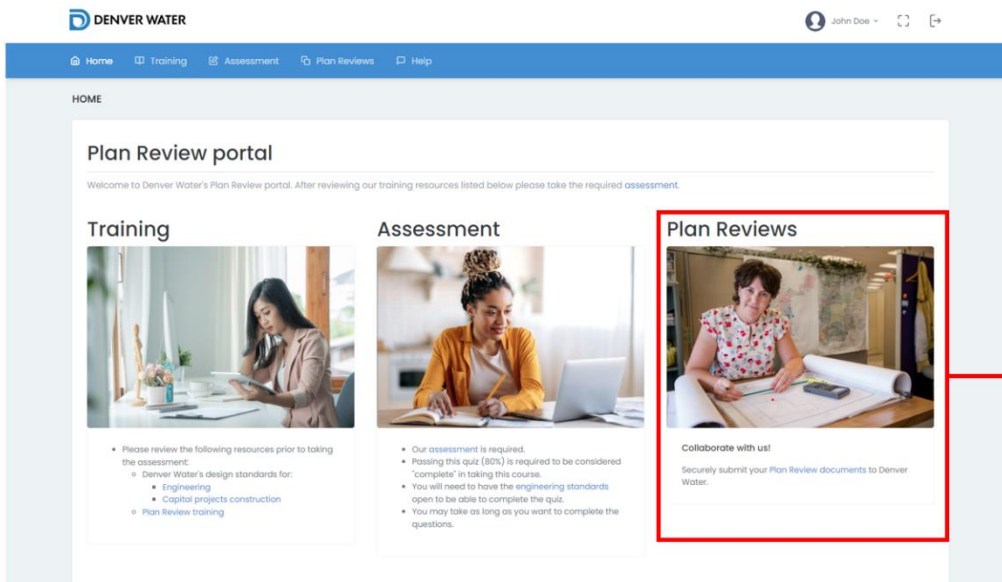 DENVER WATER
John Doe
Home Training Assessment Plan Reviews Help
HOME
Plan Review portal
Welcome to Denver Water's Plan Review portal. After reviewing our training resources listed below please take the required assessment.
Training
Please review the following resources prior to taking
the assessment:
Denver Water's design standards for:
Engineering
Capital projects construction
Plan Review training
Assessment
Our assessment is required.
Passing this quiz (80%) is required to be considered
"complete" in taking this course.
You will need to have the engineering standards
open to be able to complete the quiz.
You may take as long as you want to complete the
questions.
Plan Reviews
Collaborate with us!
Securely submit your Plan Review documents to Denver
Water.